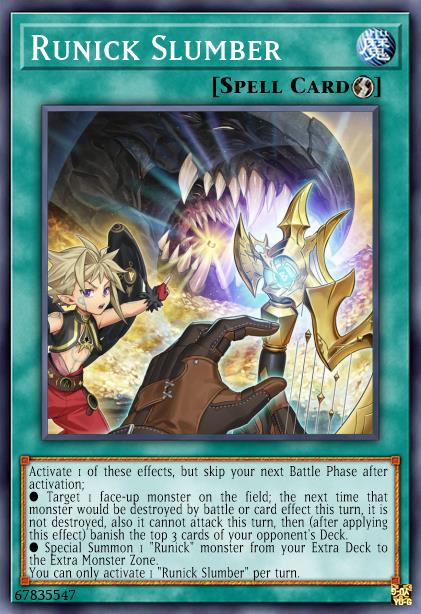 RUNICK SLUMBER
[SPELL CARD]
Activate 1 of these effects, but skip your next Battle Phase after
activation;
● Target 1 face-up monster on the field; the next time that
monster would be destroyed by battle or card effect this turn, it is
not destroyed, also it cannot attack this turn, then (after applying
this effect) banish the top 3 cards of your opponent's Deck.
● Special Summon 1 "Runick" monster from your Extra Deck to
the Extra Monster Zone.
You can only activate 1 "Runick Slumber" per turn.
67835547